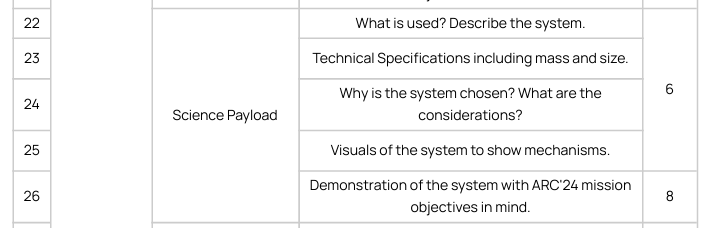 22
What is used? Describe the system.
23
Technical Specifications including mass and size.
24
Why is the system chosen? What are the
considerations?
6
Science Payload
25
Visuals of the system to show mechanisms.
26
Demonstration of the system with ARC'24 mission
objectives in mind.
8